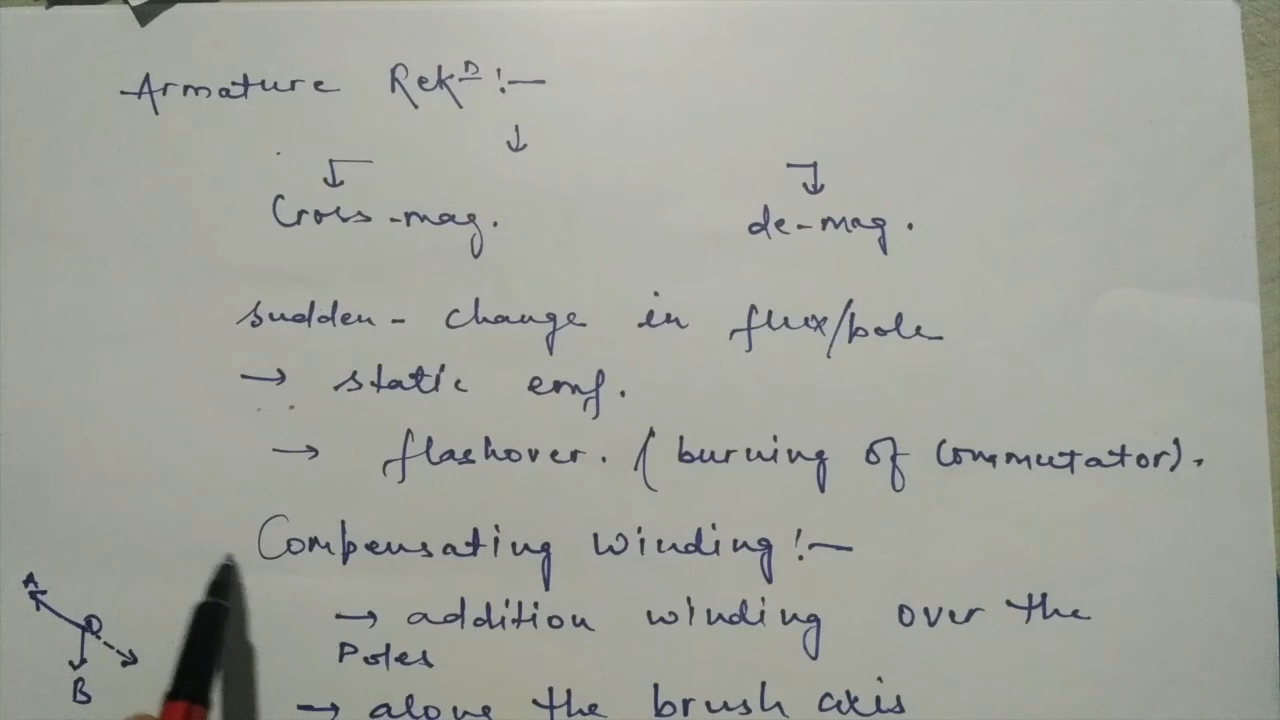 Armature Rekⁿ :-
↓
Cross-mag. de-mag.
sudden - change in flux/pole
→ static emf.
→ flashover. (burning of commutator).
Compensating winding :-
→ addition winding over the
Poles
→ along the brush axis
A
O
B